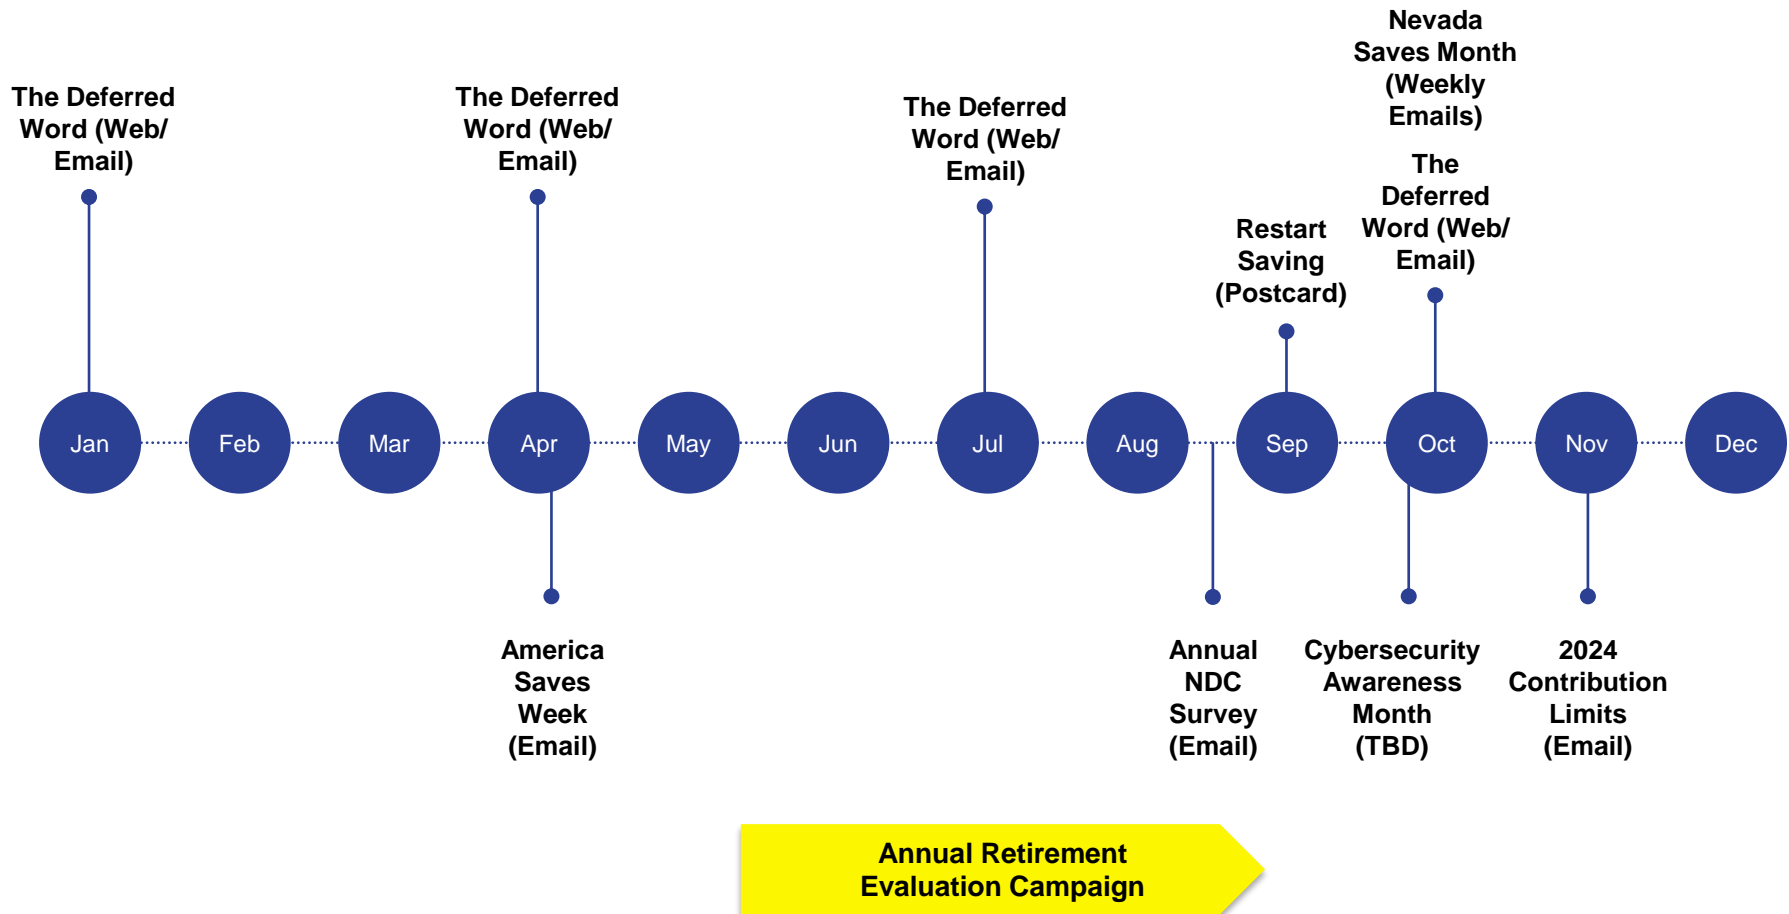 The Deferred
Word (Web/
Email)
The Deferred
Word (Web/
Email)
The Deferred
Word (Web/
Email)
Restart
Saving
(Postcard)
Nevada
Saves Month
(Weekly
Emails)
The
Deferred
Word (Web/
Email)
Jan
Feb
Mar
Apr
May
Jun
Jul
Aug
Sep
Oct
Nov
Dec
America
Saves
Week
(Email)
Annual
NDC
Survey
(Email)
Cybersecurity
Awareness
Month
(TBD)
2024
Contribution
Limits
(Email)
Annual Retirement
Evaluation Campaign